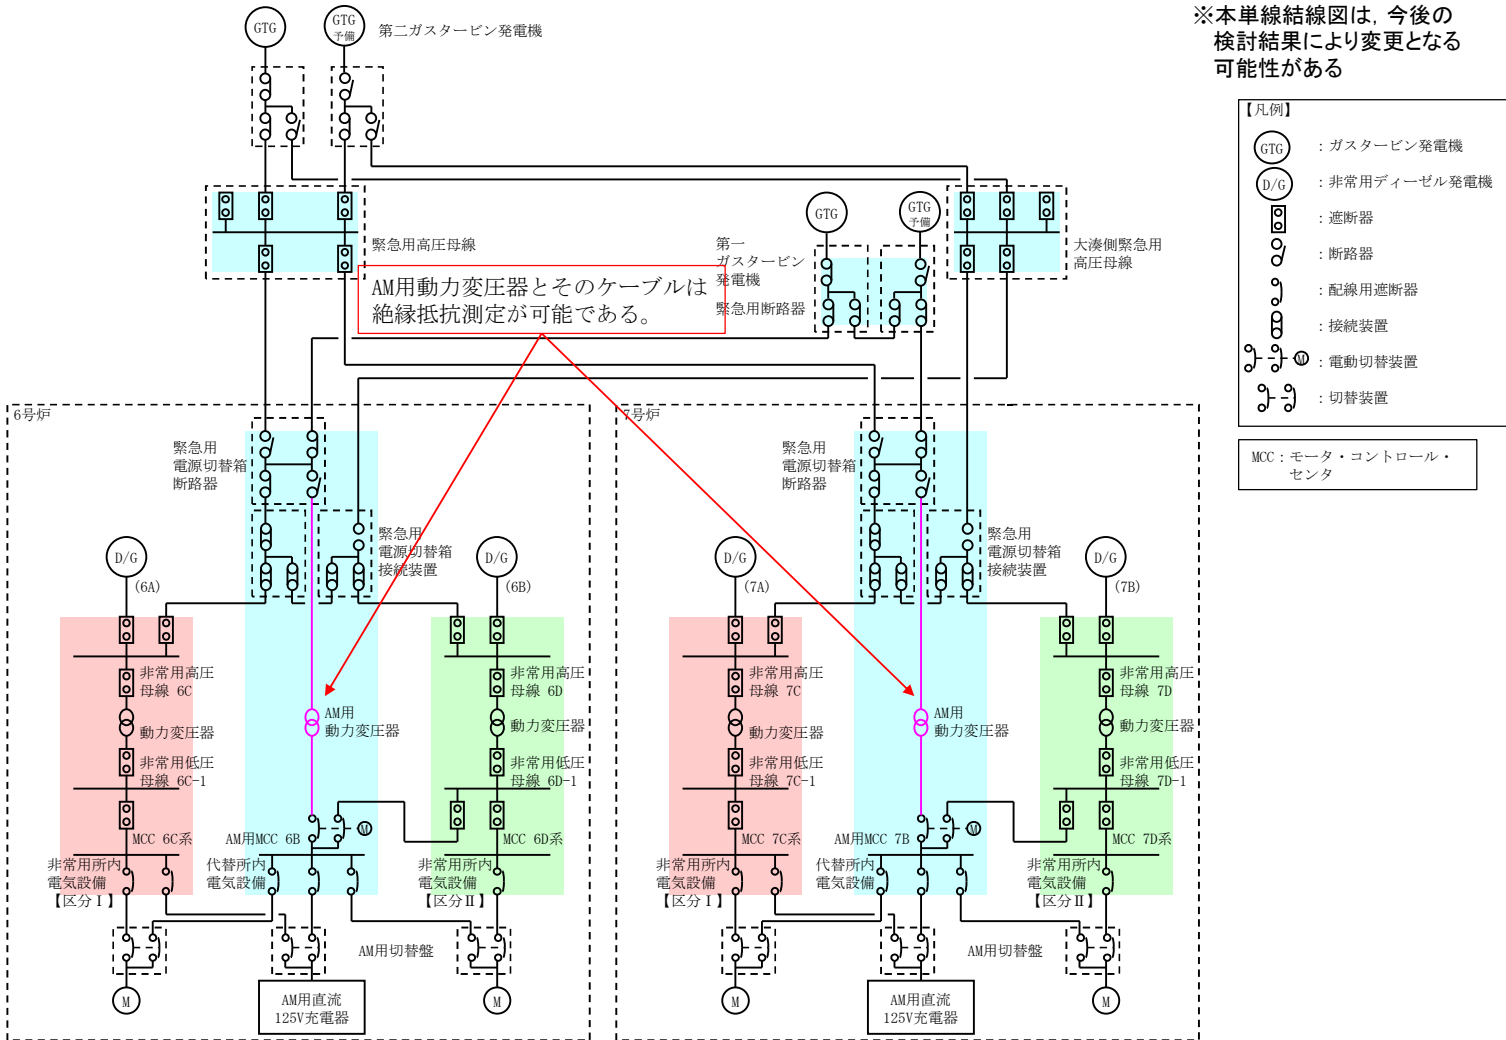 ※本単線結線図は，今後の
検討結果により変更となる
可能性がある
GTG
GTG
予備
第二ガスタービン発電機
【凡例】
GTG
：ガスタービン発電機
D/G
：非常用ディーゼル発電機
：遮断器
：断路器
：配線用遮断器
：接続装置
M
：電動切替装置
：切替装置
MCC：モータ・コントロール・
センタ
緊急用高圧母線
GTG
GTG
予備
第一
ガスタービン
発電機
緊急用断路器
大湊側緊急用
高圧母線
AM用動力変圧器とそのケーブルは
絶縁抵抗測定が可能である。
6号炉
緊急用
電源切替箱
断路器
緊急用
電源切替箱
接続装置
D/G
(6A)
D/G
(6B)
非常用高圧
母線 6C
動力変圧器
非常用低圧
母線 6C-1
MCC 6C系
非常用所内
電気設備
【区分Ⅰ】
AM用
動力変圧器
AM用MCC 6B
M
代替所内
電気設備
非常用高圧
母線 6D
動力変圧器
非常用低圧
母線 6D-1
MCC 6D系
非常用所内
電気設備
【区分Ⅱ】
AM用切替盤
M
AM用直流
125V充電器
M
7号炉
緊急用
電源切替箱
断路器
緊急用
電源切替箱
接続装置
D/G
(7A)
D/G
(7B)
非常用高圧
母線 7C
動力変圧器
非常用低圧
母線 7C-1
MCC 7C系
非常用所内
電気設備
【区分Ⅰ】
AM用
動力変圧器
AM用MCC 7B
M
代替所内
電気設備
非常用高圧
母線 7D
動力変圧器
非常用低圧
母線 7D-1
MCC 7D系
非常用所内
電気設備
【区分Ⅱ】
AM用切替盤
M
AM用直流
125V充電器
M